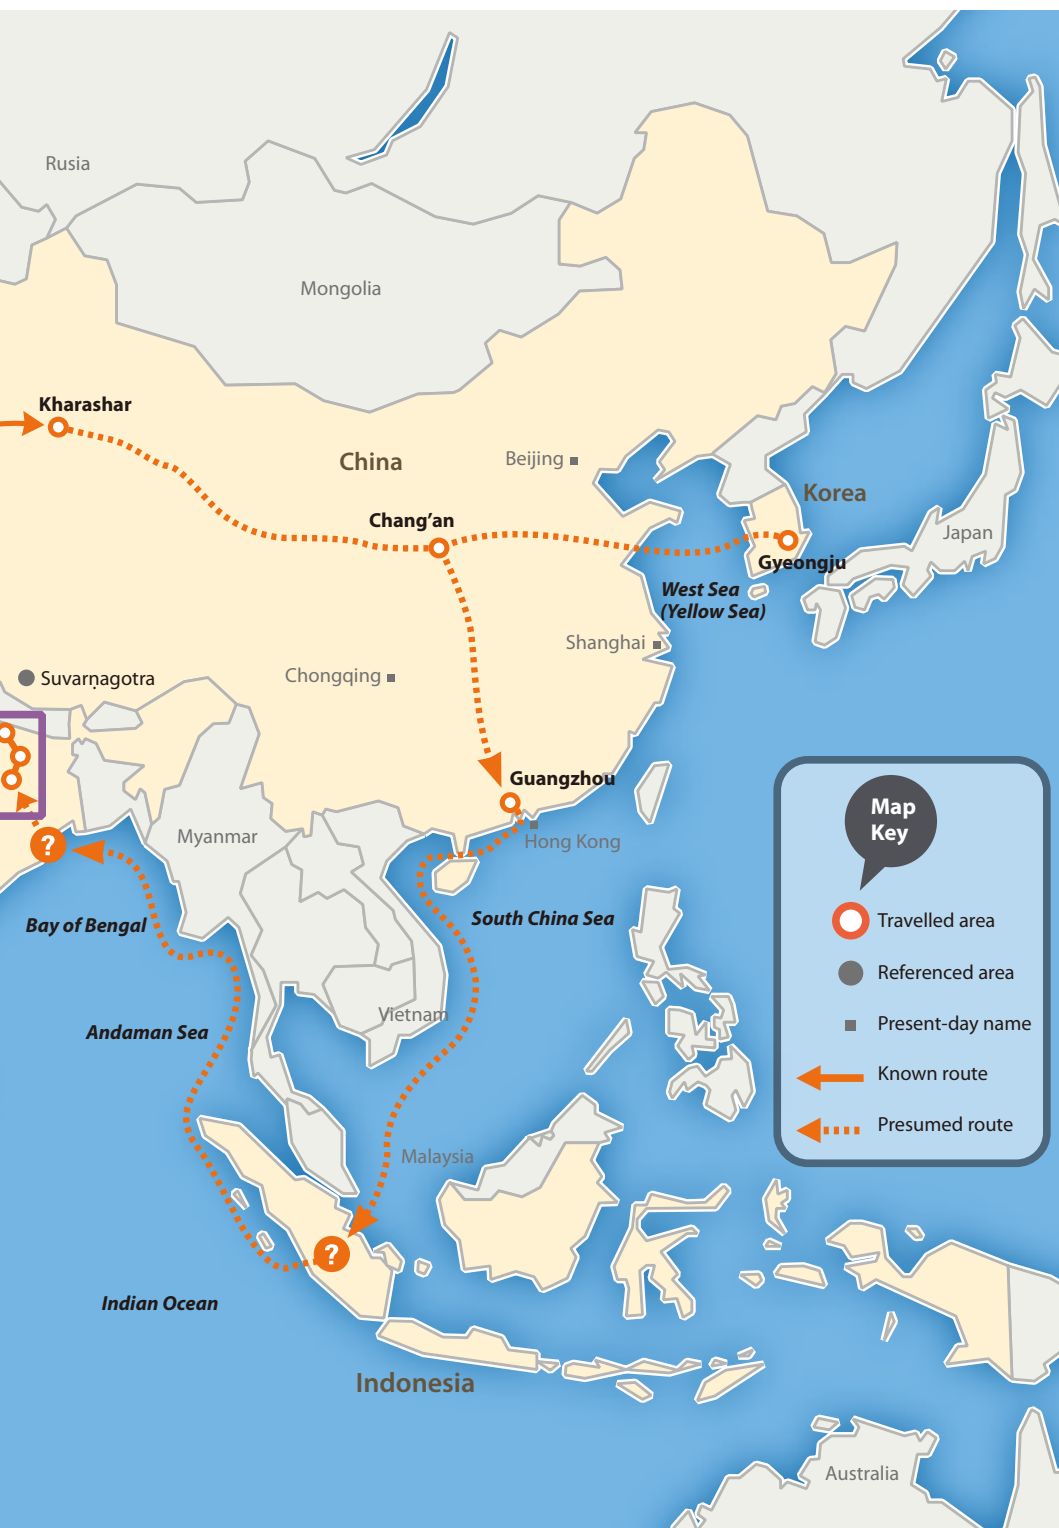 Rusia
Mongolia
Kharashar
China
Beijing
Korea
Chang’an
Japan
Gyeongju
West Sea
(Yellow Sea)
Shanghai
Suvarṇagotra
Chongqing
Guangzhou
Map
Key
Myanmar
Hong Kong
?
Bay of Bengal
South China Sea
Travelled area
Referenced area
Vietnam
Present-day name
Andaman Sea
Known route
Presumed route
Malaysia
?
Indian Ocean
Indonesia
Australia